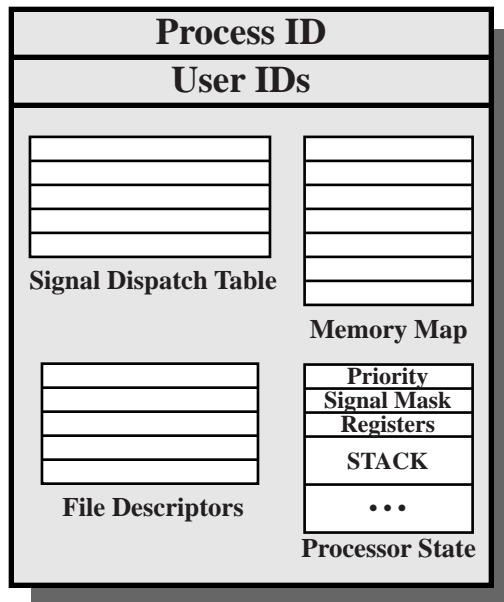 Process ID
User IDs
Signal Dispatch Table
Memory Map
Priority
Signal Mask
Registers
STACK
• • •
File Descriptors
Processor State